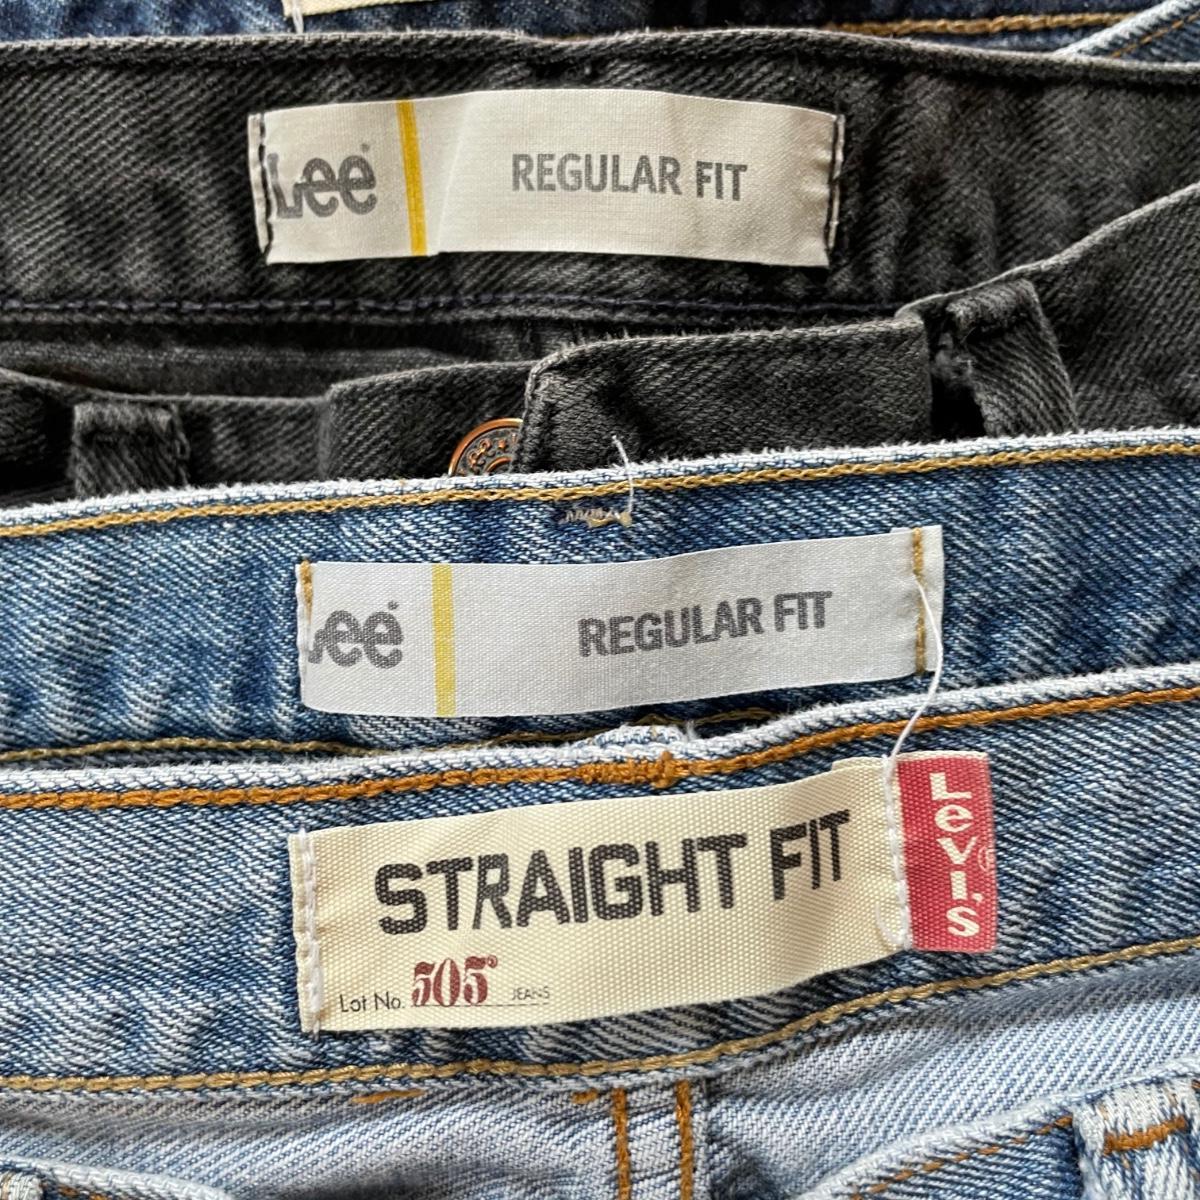 Lee®
REGULAR FIT
Lee®
REGULAR FIT
STRAIGHT FIT
Lot No. 505® JEANS
Levi's®